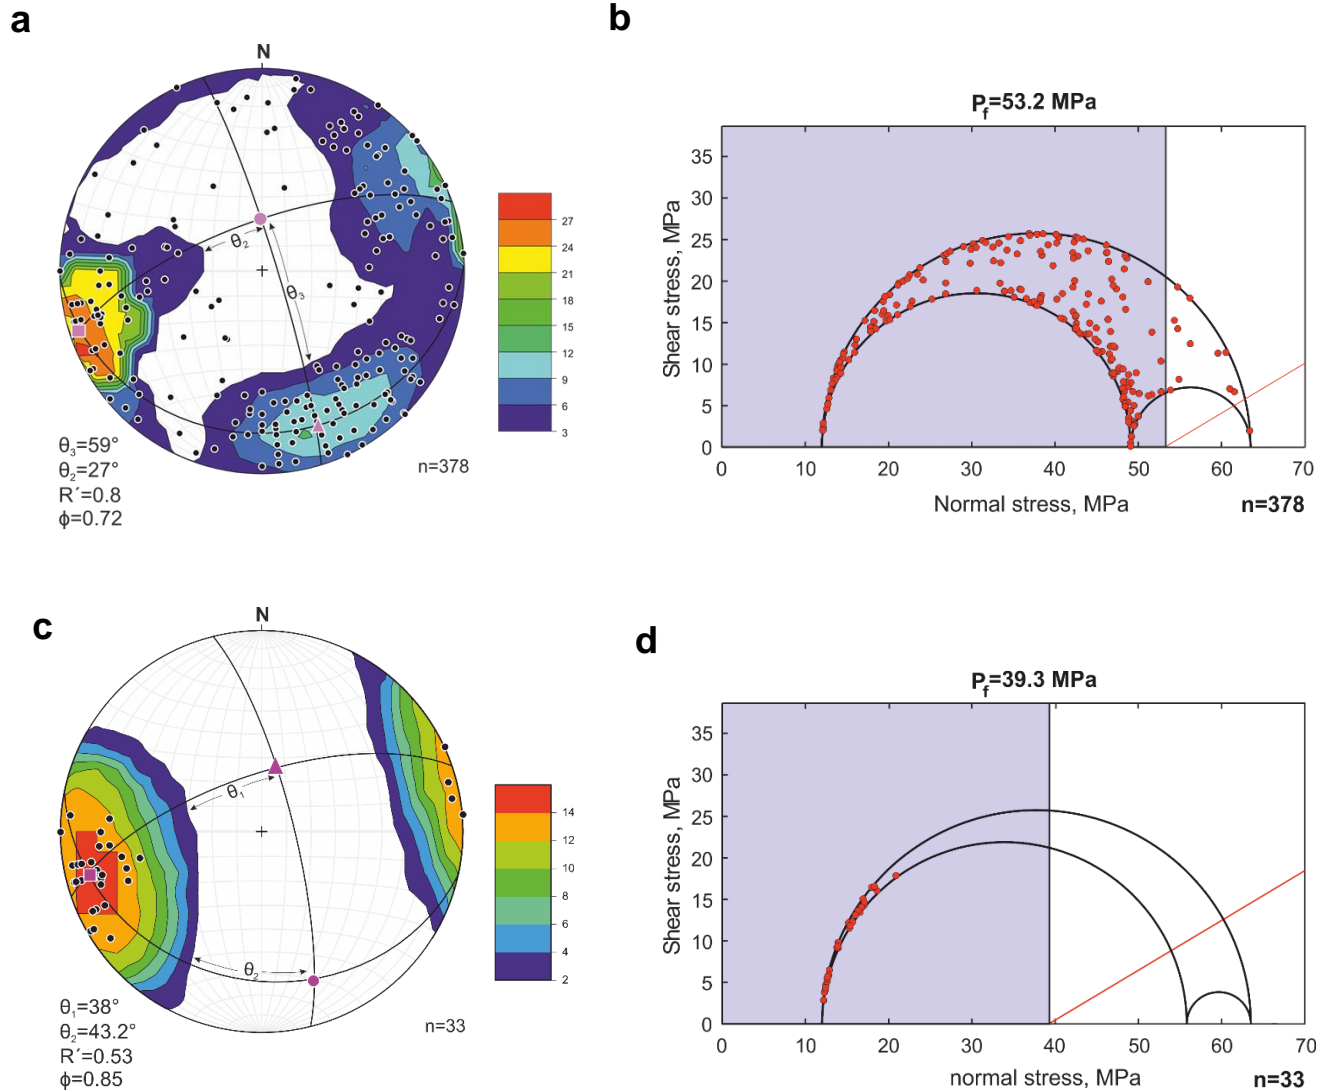 a
N
θ2
θ3
27
24
21
18
15
12
9
6
3
θ3=59°
θ2=27°
R´=0.8
ϕ=0.72
n=378
b
Pf=53.2 MPa
Shear stress, MPa
35
30
25
20
15
10
5
0
0 10 20 30 40 50 60 70
Normal stress, MPa
n=378
c
N
θ1
θ2
14
12
10
8
6
4
2
θ1=38°
θ2=43.2°
R´=0.53
ϕ=0.85
n=33
d
Pf=39.3 MPa
Shear stress, MPa
35
30
25
20
15
10
5
0
0 10 20 30 40 50 60 70
normal stress, MPa
n=33